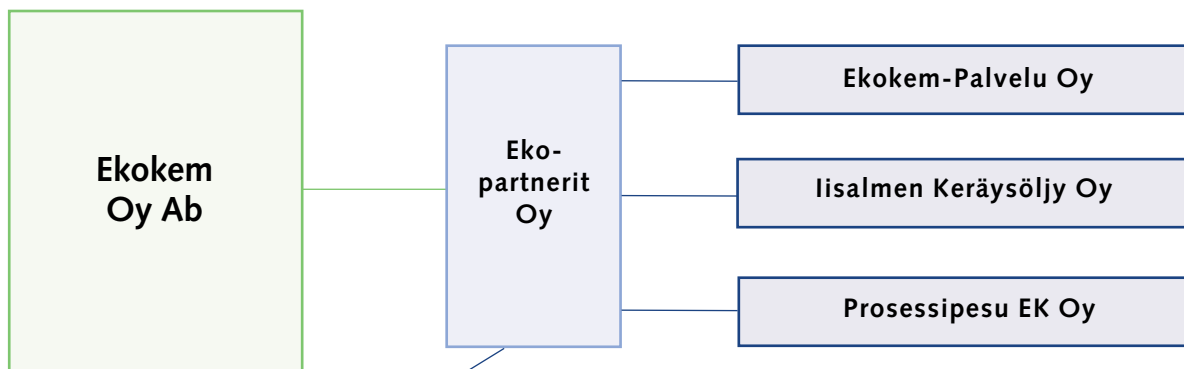 Ekokem
Oy Ab
Eko-
partnerit
Oy
Ekokem-Palvelu Oy
Iisalmen Keräysöljy Oy
Prosessipesu EK Oy